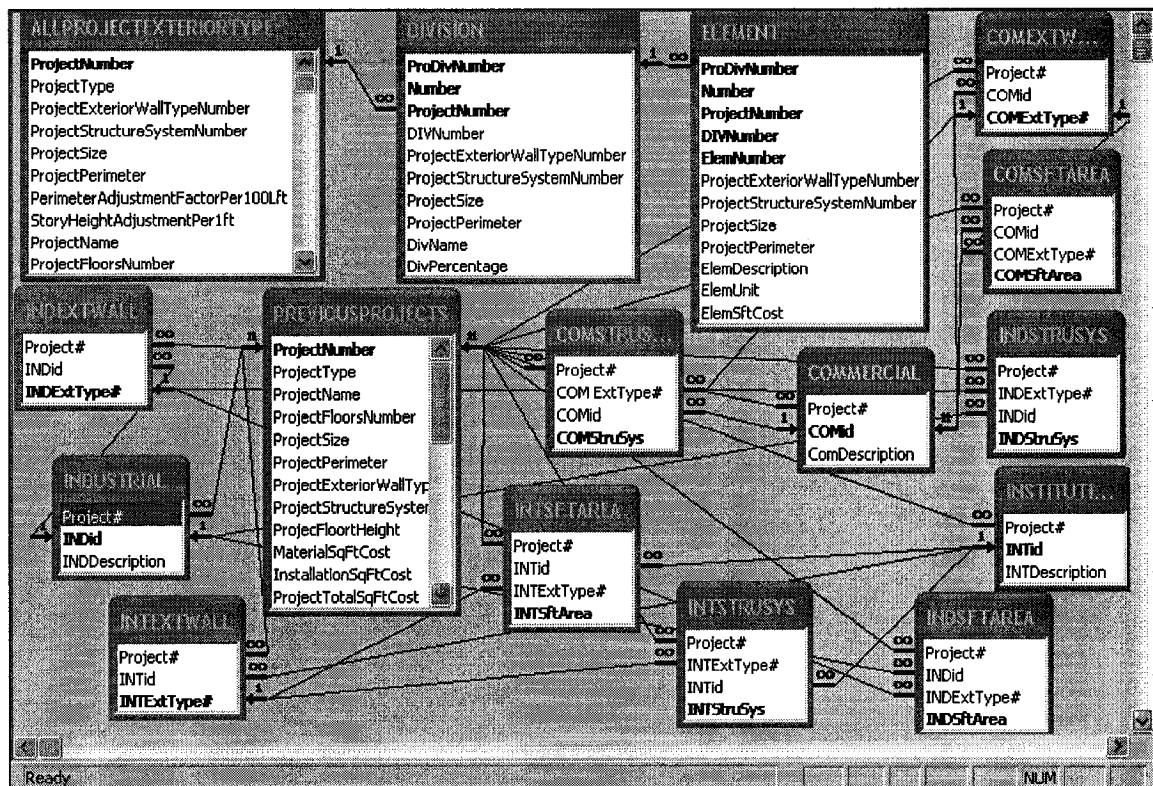 ALLPROJECTEXTERIORTYPE
ProjectNumber
ProjectType
ProjectExteriorWallTypeNumber
ProjectStructureSystemNumber
ProjectSize
ProjectPerimeter
PerimeterAdjustmentFactorPer100Lft
StoryHeightAdjustmentPer1ft
ProjectName
ProjectFloorsNumber
DIVISION
ProDivNumber
Number
ProjectNumber
DIVNumber
ProjectExteriorWallTypeNumber
ProjectStructureSystemNumber
ProjectSize
ProjectPerimeter
DivName
DivPercentage
ELEMENT
ProDivNumber
Number
ProjectNumber
DIVNumber
ElemNumber
ProjectExteriorWallTypeNumber
ProjectStructureSystemNumber
ProjectSize
ProjectPerimeter
ElemDescription
ElemUnit
ElemSftCost
COMEXTW...
Project#
COMid
COMExtType#
COMSFTAREA
Project#
COMid
COMExtType#
COMSftArea
INDEXTWALL
Project#
INDid
INDExtType#
PREVIOUSPROJECTS
ProjectNumber
ProjectType
ProjectName
ProjectFloorsNumber
ProjectSize
ProjectPerimeter
ProjectExteriorWallTyp
ProjectStructureSystem
ProjecFloortHeight
MaterialSqFtCost
InstallationSqFtCost
ProjectTotalSqFtCost
COMSTRUS...
Project#
COM ExtType#
COMid
COMStruSys
COMMERCIAL
Project#
COMid
ComDescription
INDSTRUSYS
Project#
INDExtType#
INDid
INDStruSys
INDUSTRIAL
Project#
INDid
INDDescription
INTSFTAREA
Project#
INTid
INTExtType#
INTSftArea
INSTITUTE...
Project#
INTid
INTDescription
INTEXTWALL
Project#
INTid
INTExtType#
INTSTRUSYS
Project#
INTExtType#
INTid
INTStruSys
INDSFTAREA
Project#
INDid
INDExtType#
INDSftArea
Ready
NUM